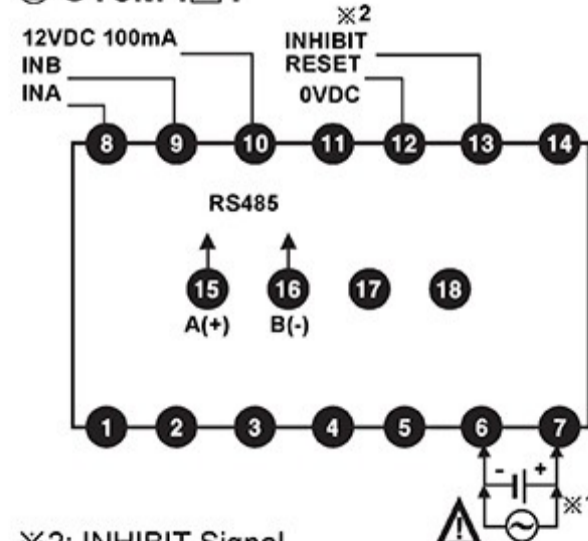 ※2
12VDC 100mA
INHIBIT
INB
RESET
INA
0VDC
8 9 10 11 12 13 14
RS485
15 16 17 18
A(+) B(-)
1 2 3 4 5 6 7
- +
※
※2: INHIBIT Signal